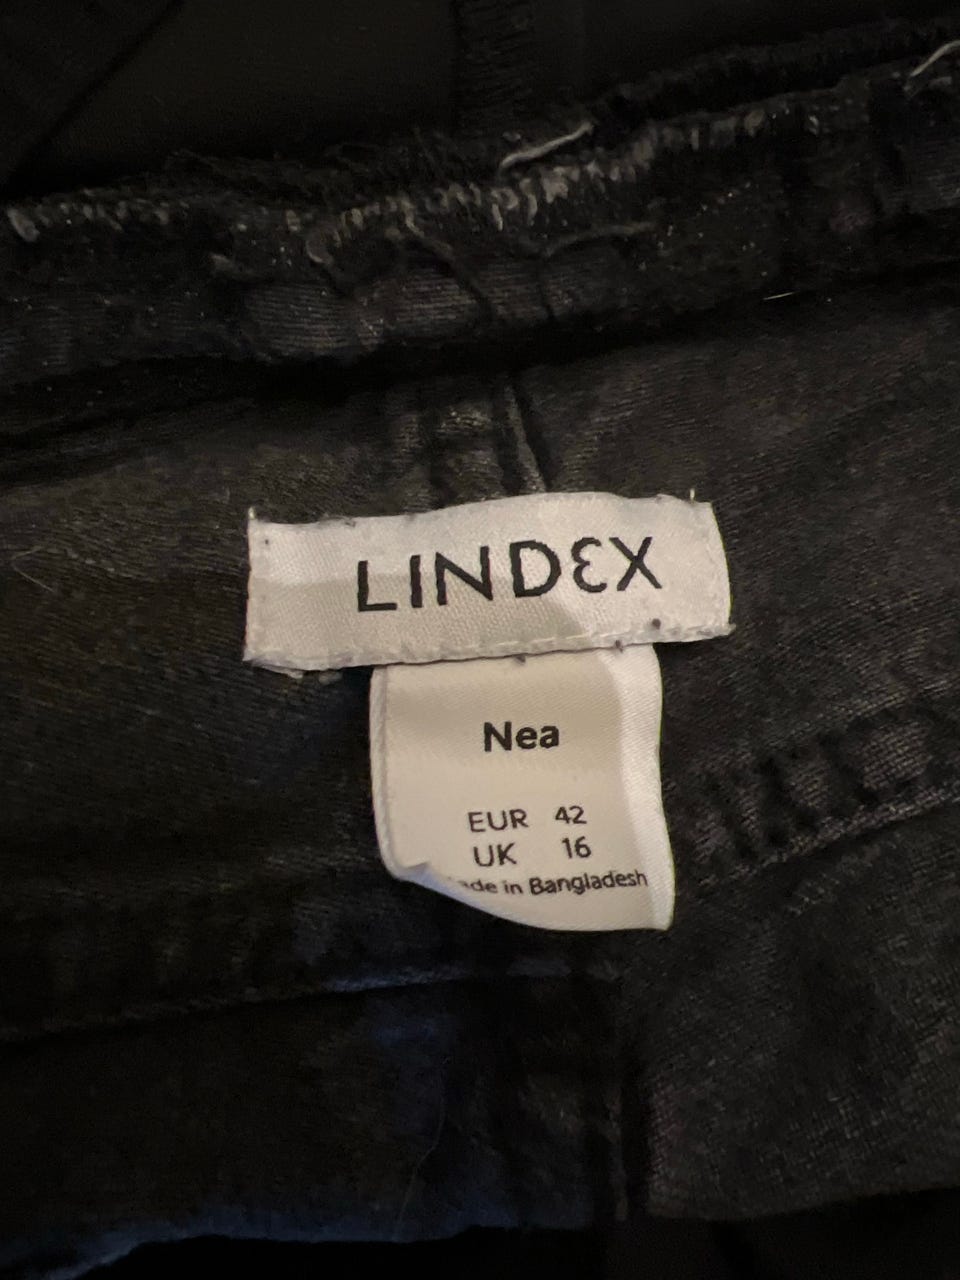 LINDEX
Nea
EUR 42
UK 16
in Bangladesh